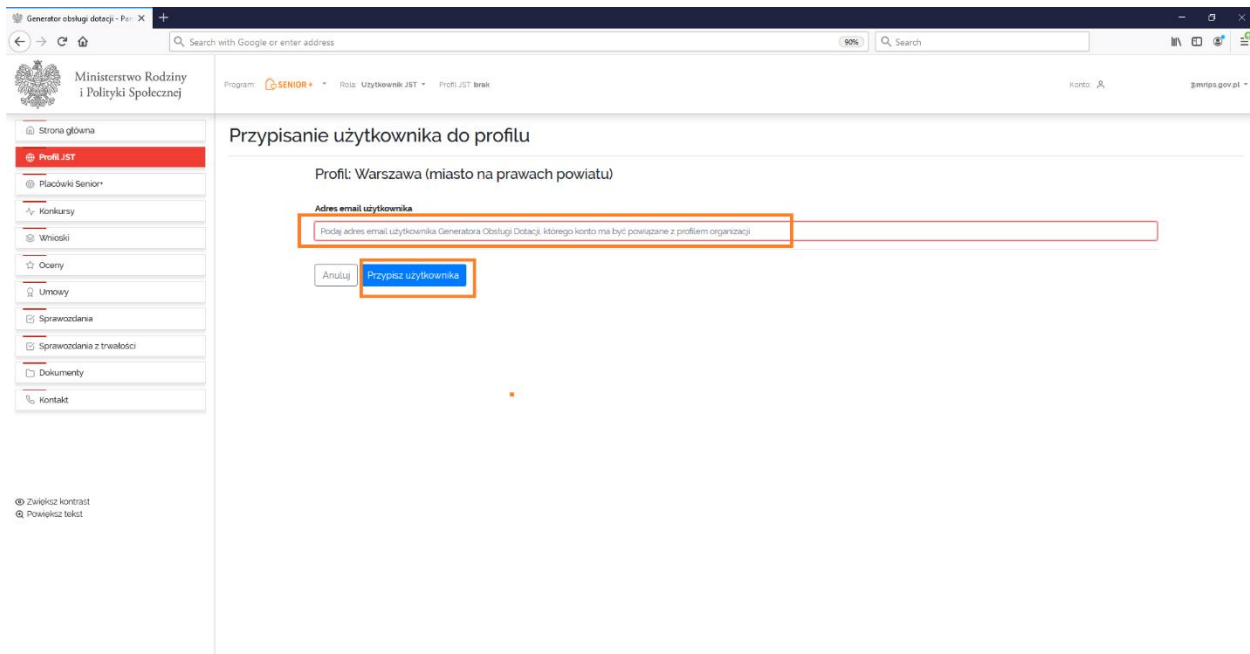 Generator obsługi dotacji - Pan
Search with Google or enter address
90%
Search
Ministerstwo Rodziny
i Polityki Społecznej
Program: SENIOR+ Rola: Użytkownik JST Profil JST brak
Konto:
@mrips.gov.pl
Strona główna
Profil JST
Placówki Senior+
Konkursy
Wnioski
Oceny
Umowy
Sprawozdania
Sprawozdania z trwałości
Dokumenty
Kontakt
Zwiększ kontrast
Powiększ tekst
Przypisanie użytkownika do profilu
Profil: Warszawa (miasto na prawach powiatu)
Adres email użytkownika
Podaj adres email użytkownika Generatora Obsługi Dotacji, którego konto ma być powiązane z profilem organizacji
Anuluj
Przypisz użytkownika